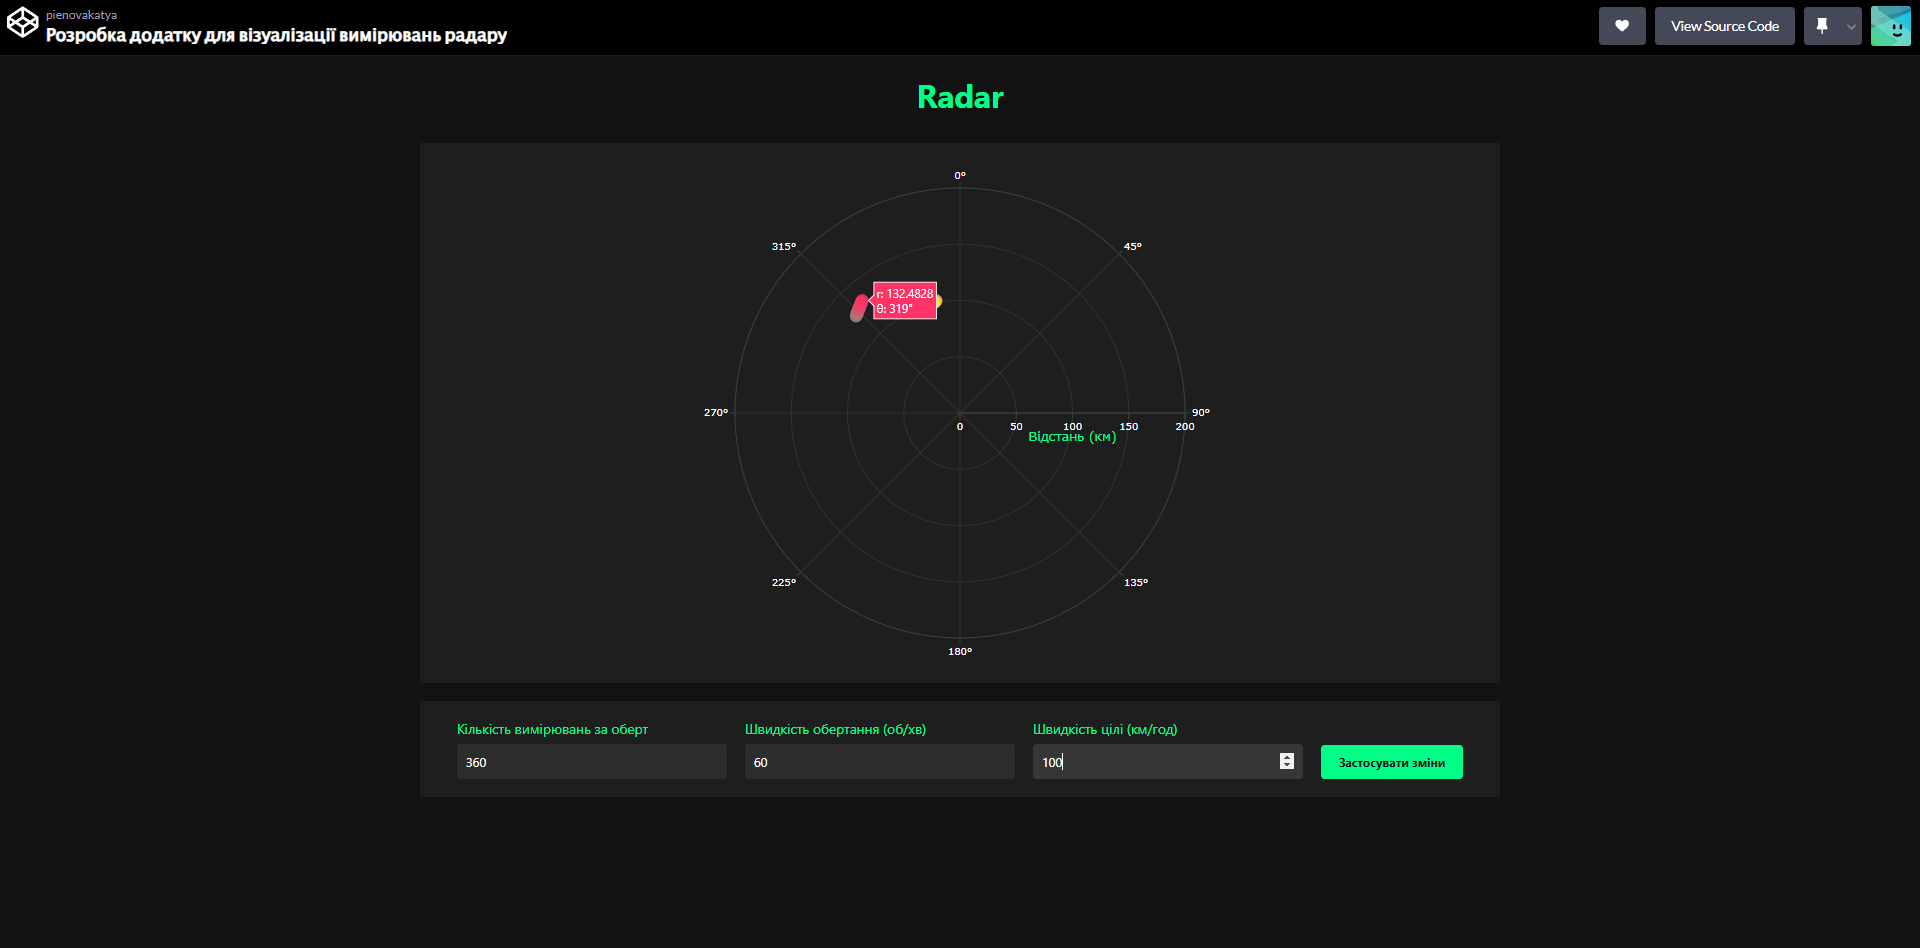 pienovakatya
Розробка додатку для візуалізації вимірювань радару
View Source Code
Radar
0°
315°
45°
r: 132.4828
θ: 319°
270°
90°
0
50
100
150
200
Відстань (км)
225°
135°
180°
Кількість вимірювань за оберт
Швидкість обертання (об/хв)
Швидкість цілі (км/год)
360
60
100
Застосувати зміни